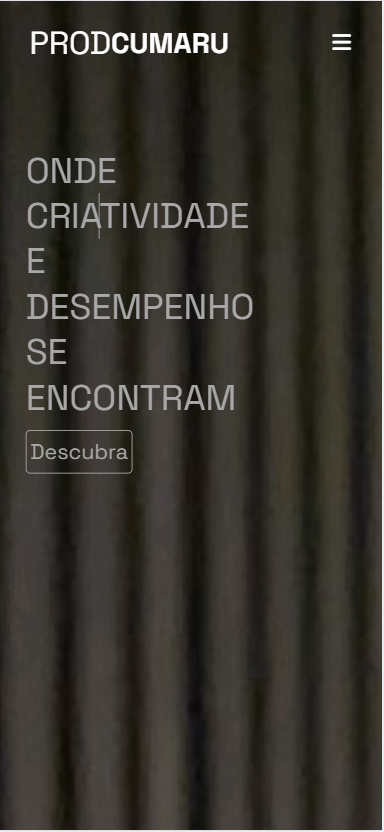 PRODCUMARU
ONDE
CRIATIVIDADE
E
DESEMPENHO
SE
ENCONTRAM
Descubra